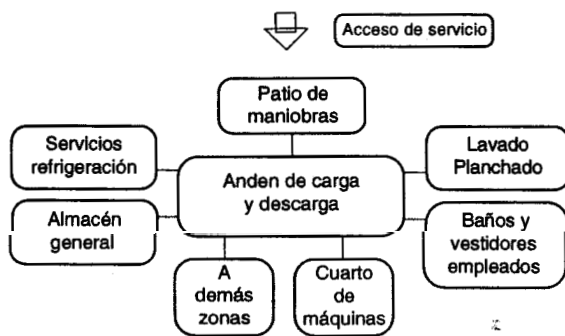 Acceso de servicio
Patio de
maniobras
Servicios
refrigeración
Lavado
Planchado
Anden de carga
y descarga
Almacén
general
Baños y
vestidores
empleados
A
demás
zonas
Cuarto
de
máquinas